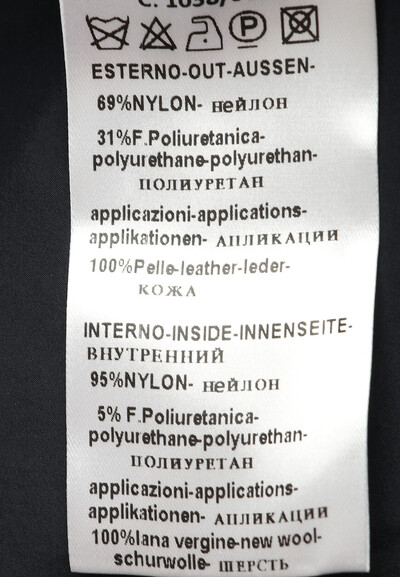 ESTERNO-OUT-AUSSEN-
69%NYLON- нейлон
31%F.Poliuretanica-
polyurethane-polyurethan-
ПОЛИУРЕТАН
applicazioni-applications-
applikationen- АПЛИКАЦИИ
100%Pelle-leather-leder-
КОЖА
INTERNO-INSIDE-INNENSEITE-
ВНУТРЕННИЙ
95%NYLON- нейлон
5% F.Poliuretanica-
polyurethane-polyurethan-
ПОЛИУРЕТАН
applicazioni-applications-
applikationen- АПЛИКАЦИИ
100%lana vergine-new wool-
schurwolle- ШЕРСТЬ